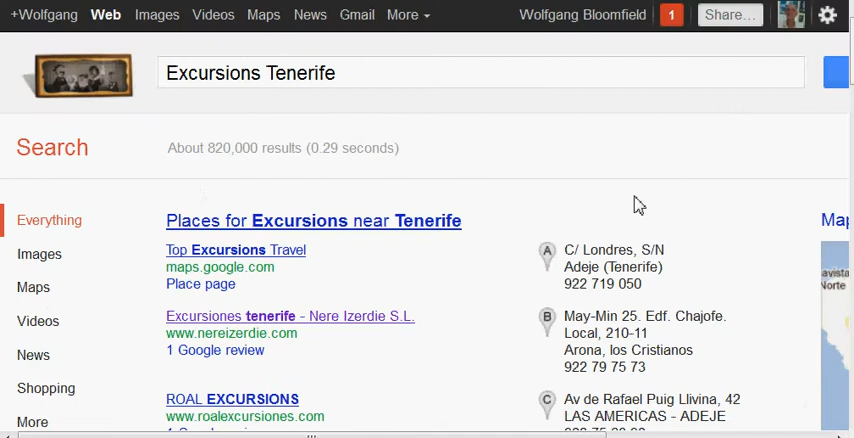 +Wolfgang Web Images Videos Maps News Gmail More Wolfgang Bloomfield 1 Share…
Excursions Tenerife
Search About 820,000 results (0.29 seconds)
Everything
Images
Maps
Videos
News
Shopping
More
Places for Excursions near Tenerife
Top Excursions Travel
maps.google.com
Place page
A C/ Londres, S/N
Adeje (Tenerife)
922 719 050
Excursiones tenerife - Nere Izerdie S.L.
www.nereizerdie.com
1 Google review
B May-Min 25. Edf. Chajofe.
Local, 210-11
Arona, los Cristianos
922 79 75 73
ROAL EXCURSIONS
www.roalexcursiones.com
C Av de Rafael Puig Llivina, 42
LAS AMERICAS - ADEJE
Map
avista
Norte